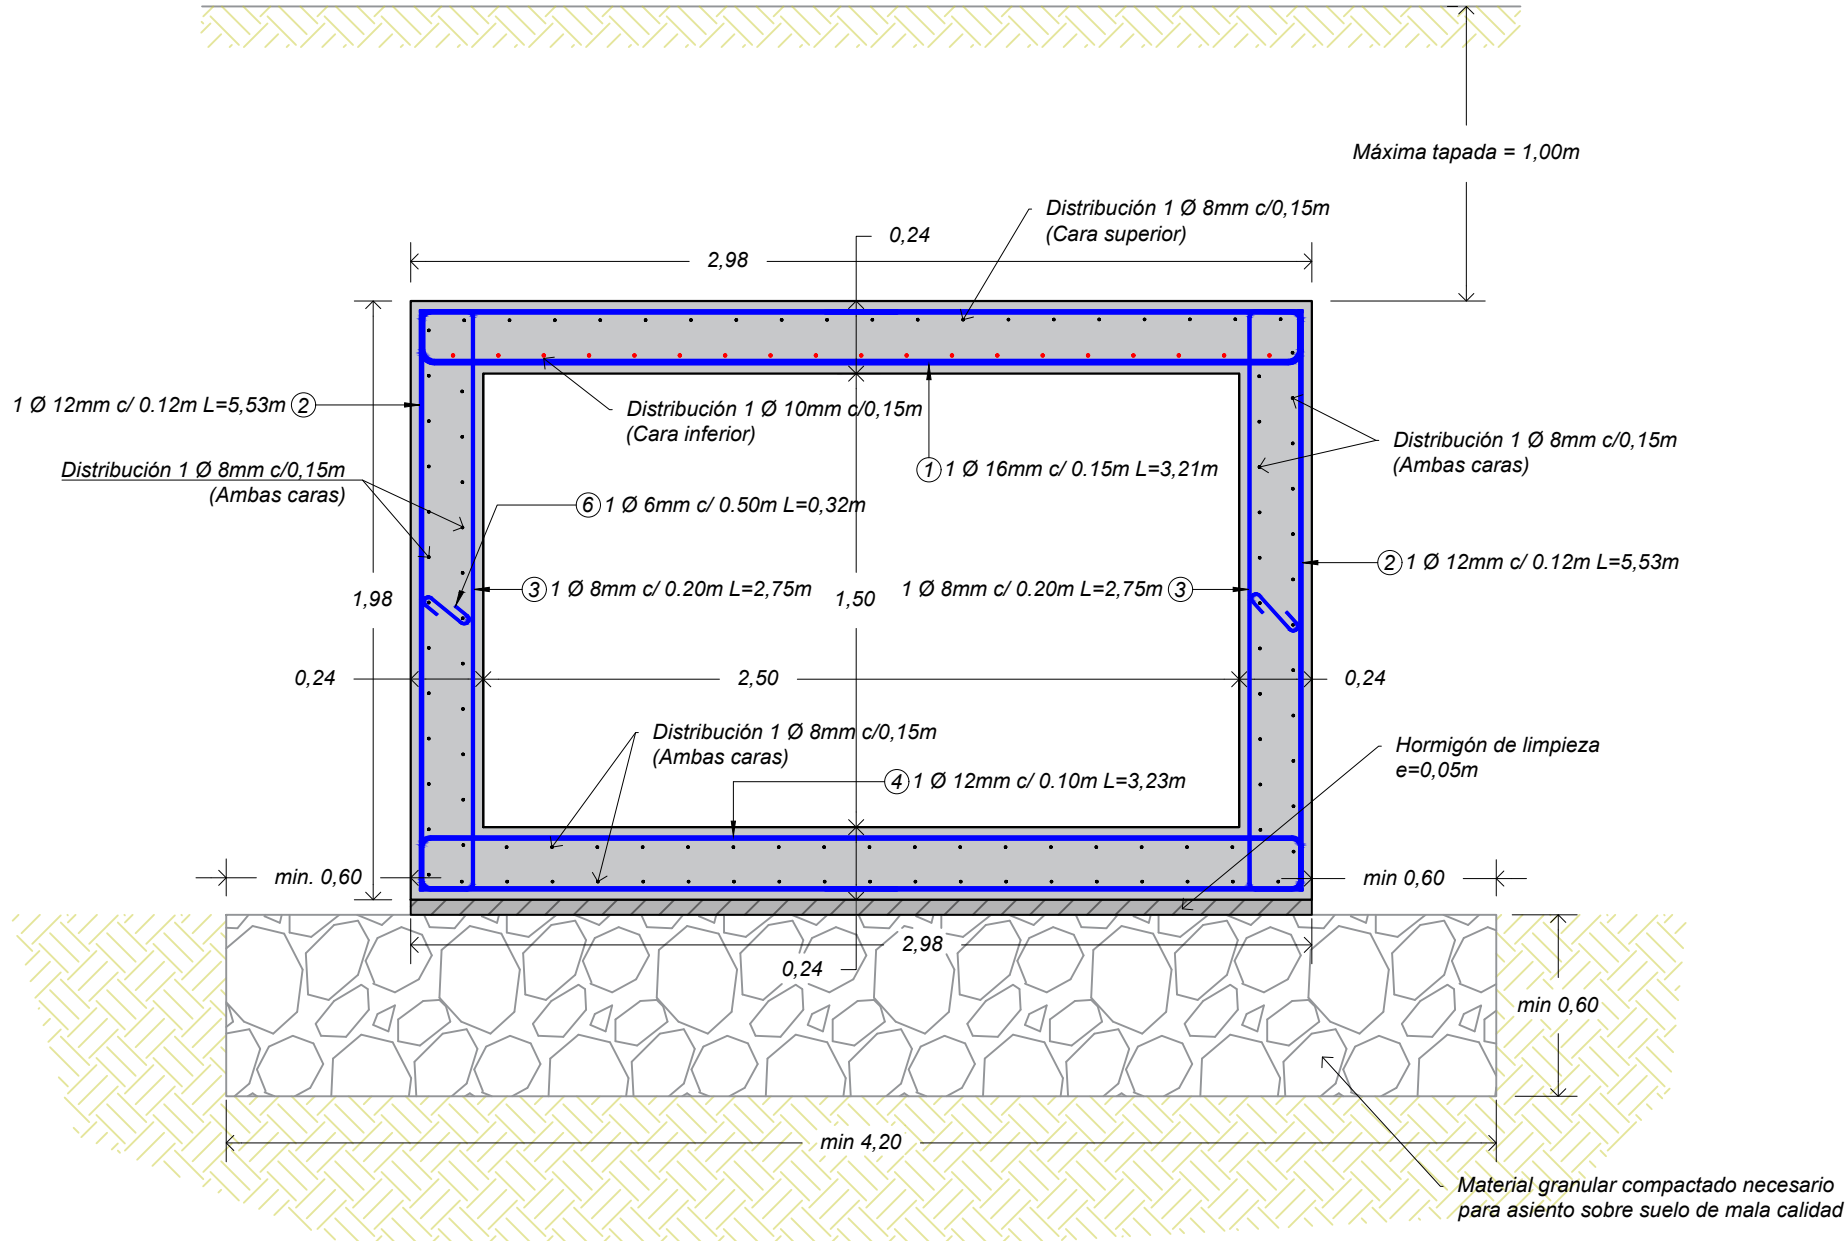 Máxima tapada = 1,00m
Distribución 1 Ø 8mm c/0,15m
(Cara superior)
0,24
2,98
1 Ø 12mm c/ 0.12m L=5,53m 2
Distribución 1 Ø 10mm c/0,15m
(Cara inferior)
Distribución 1 Ø 8mm c/0,15m
(Ambas caras)
1 1 Ø 16mm c/ 0.15m L=3,21m
Distribución 1 Ø 8mm c/0,15m
(Ambas caras)
6 1 Ø 6mm c/ 0.50m L=0,32m
2 1 Ø 12mm c/ 0.12m L=5,53m
1,98
3 1 Ø 8mm c/ 0.20m L=2,75m
1,50
1 Ø 8mm c/ 0.20m L=2,75m 3
0,24
2,50
0,24
Distribución 1 Ø 8mm c/0,15m
(Ambas caras)
Hormigón de limpieza
e=0,05m
4 1 Ø 12mm c/ 0.10m L=3,23m
min. 0,60
min 0,60
2,98
0,24
min 0,60
min 4,20
Material granular compactado necesario
para asiento sobre suelo de mala calidad